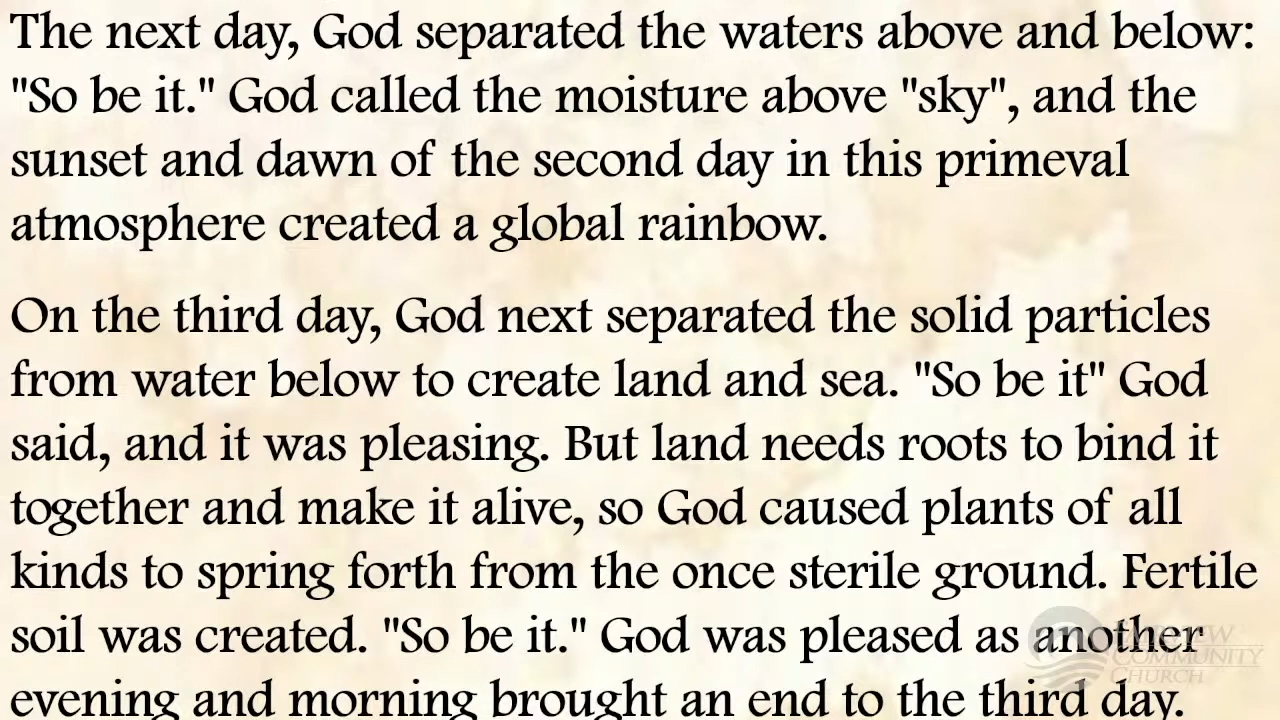 The next day, God separated the waters above and below:
"So be it." God called the moisture above "sky", and the
sunset and dawn of the second day in this primeval
atmosphere created a global rainbow.
On the third day, God next separated the solid particles
from water below to create land and sea. "So be it" God
said, and it was pleasing. But land needs roots to bind it
together and make it alive, so God caused plants of all
kinds to spring forth from the once sterile ground. Fertile
soil was created. "So be it." God was pleased as another
evening and morning brought an end to the third day.
COMMUNITY
CHURCH